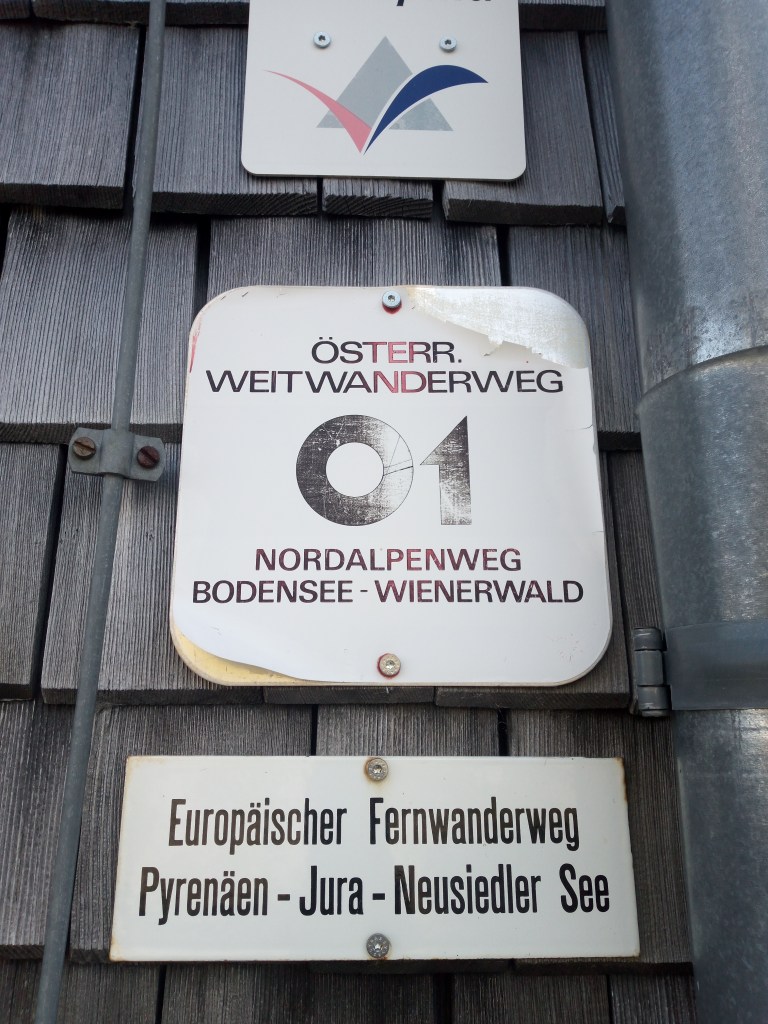 ÖSTERR.
WEITWANDERWEG
01
NORDALPENWEG
BODENSEE - WIENERWALD
Europäischer Fernwanderweg
Pyrenäen - Jura - Neusiedler See